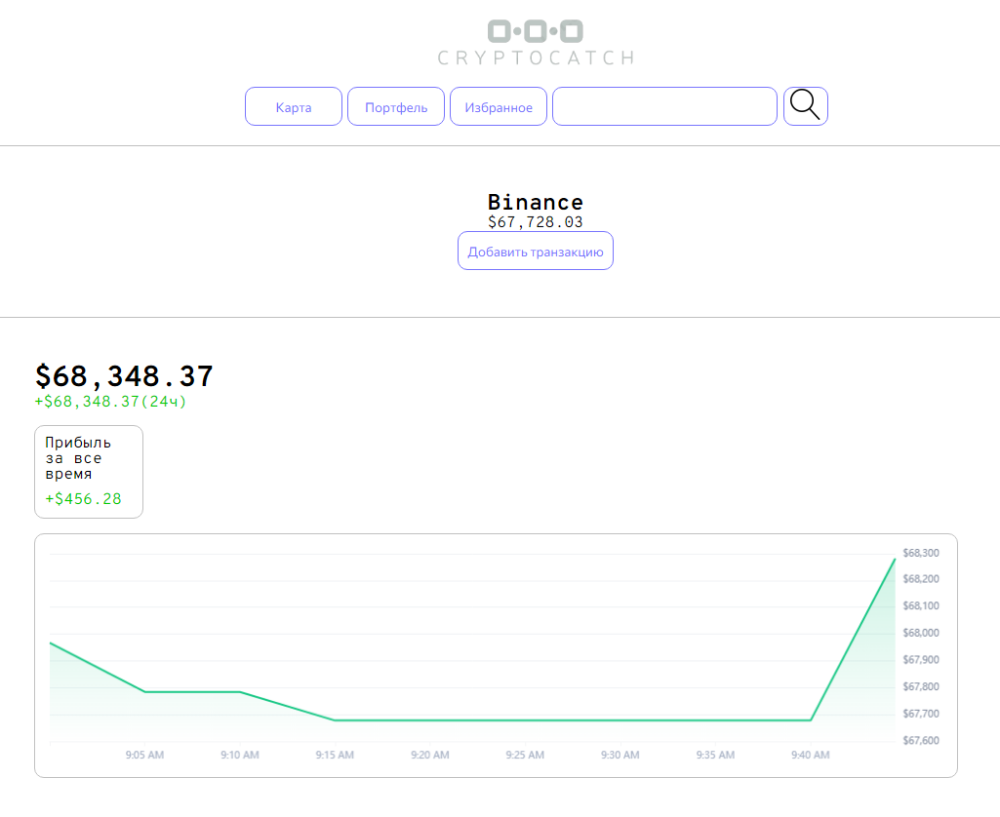 CRYPTOCATCH
Карта Портфель Избранное
Binance
$67,728.03
Добавить транзакцию
$68,348.37
+$68,348.37(24ч)
Прибыль
за все
время
+$456.28
$68,300
$68,200
$68,100
$68,000
$67,900
$67,800
$67,700
$67,600
9:05 AM 9:10 AM 9:15 AM 9:20 AM 9:25 AM 9:30 AM 9:35 AM 9:40 AM